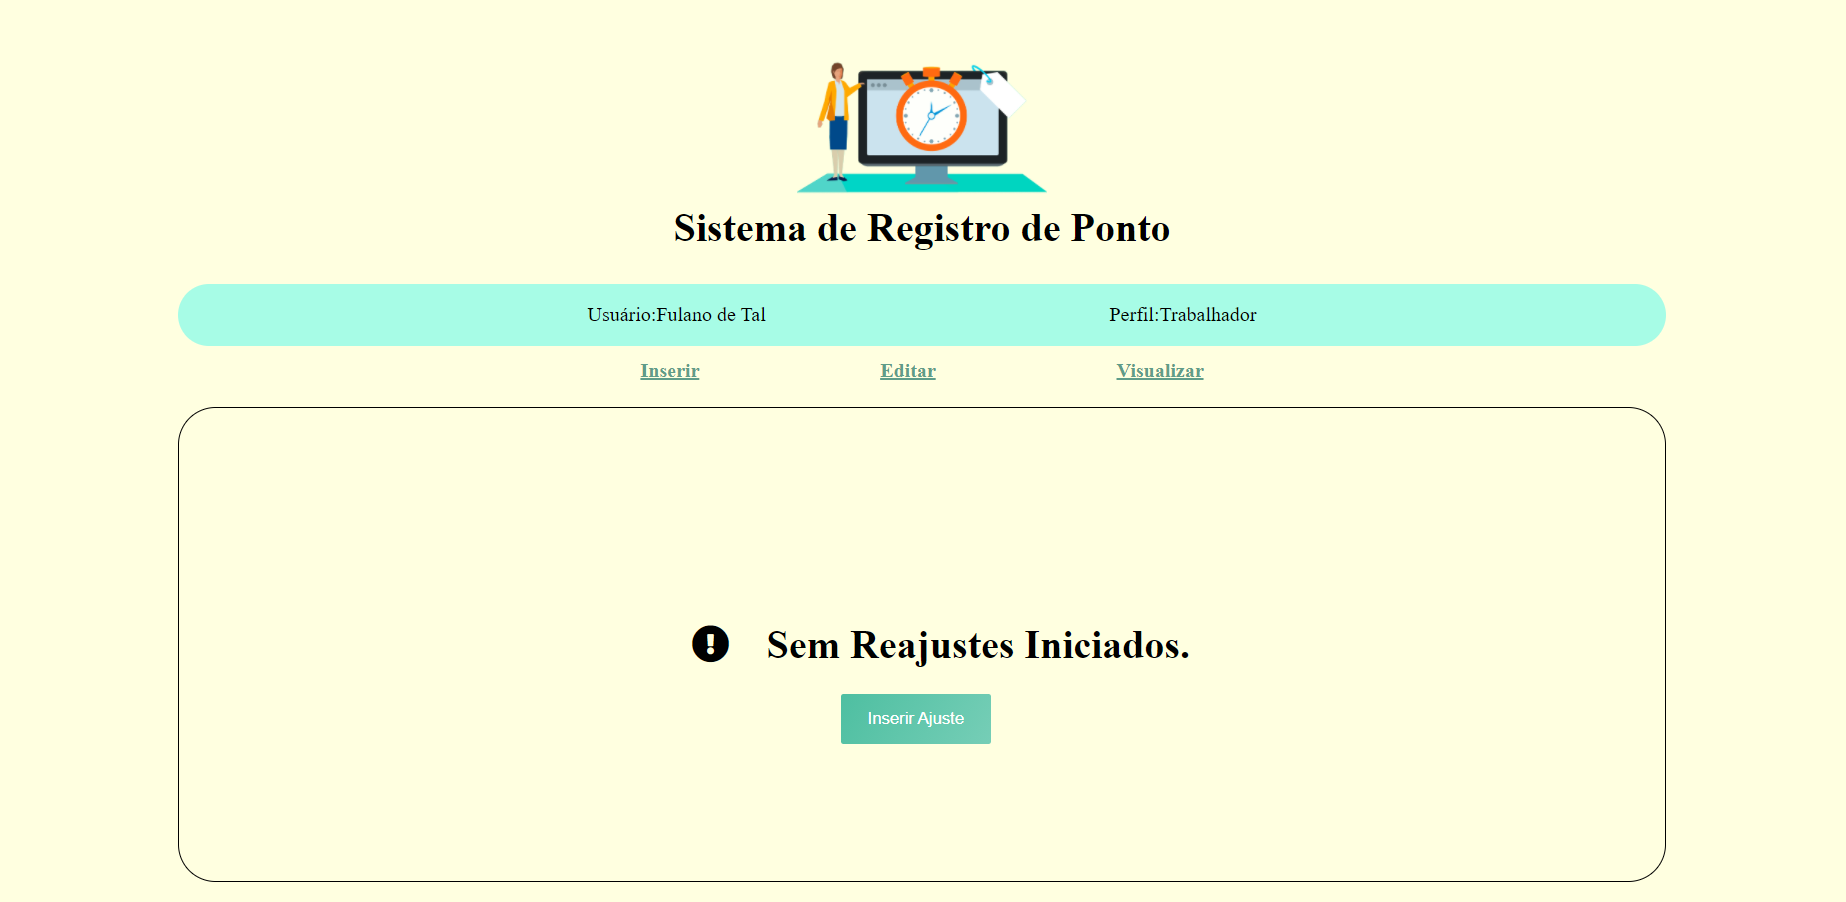 Sistema de Registro de Ponto
Usuário:Fulano de Tal Perfil:Trabalhador
Inserir Editar Visualizar
Sem Reajustes Iniciados.
Inserir Ajuste